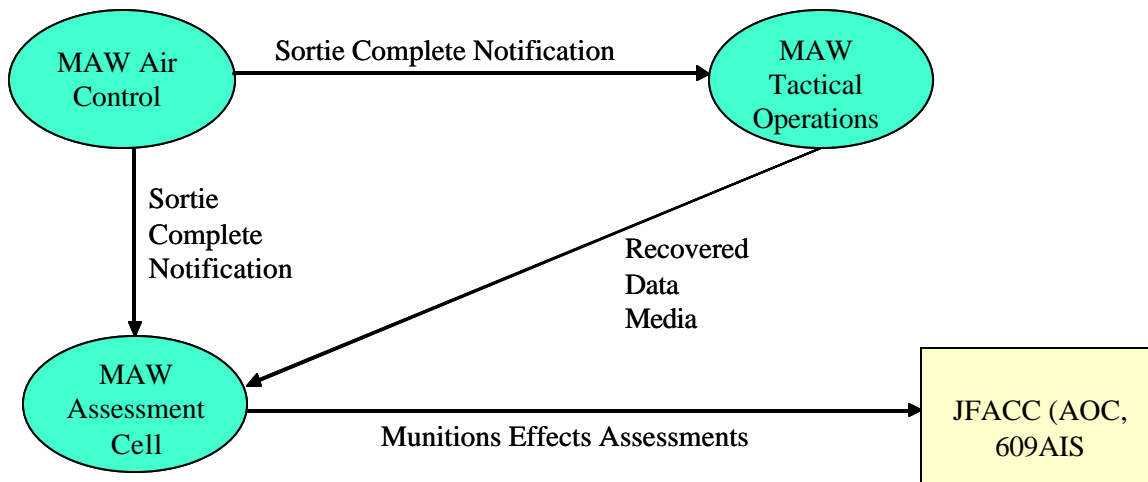 Sortie Complete Notification
MAW Air
Control
MAW
Tactical
Operations
Sortie
Complete
Notification
Recovered
Data
Media
MAW
Assessment
Cell
Munitions Effects Assessments
JFACC (AOC,
609AIS